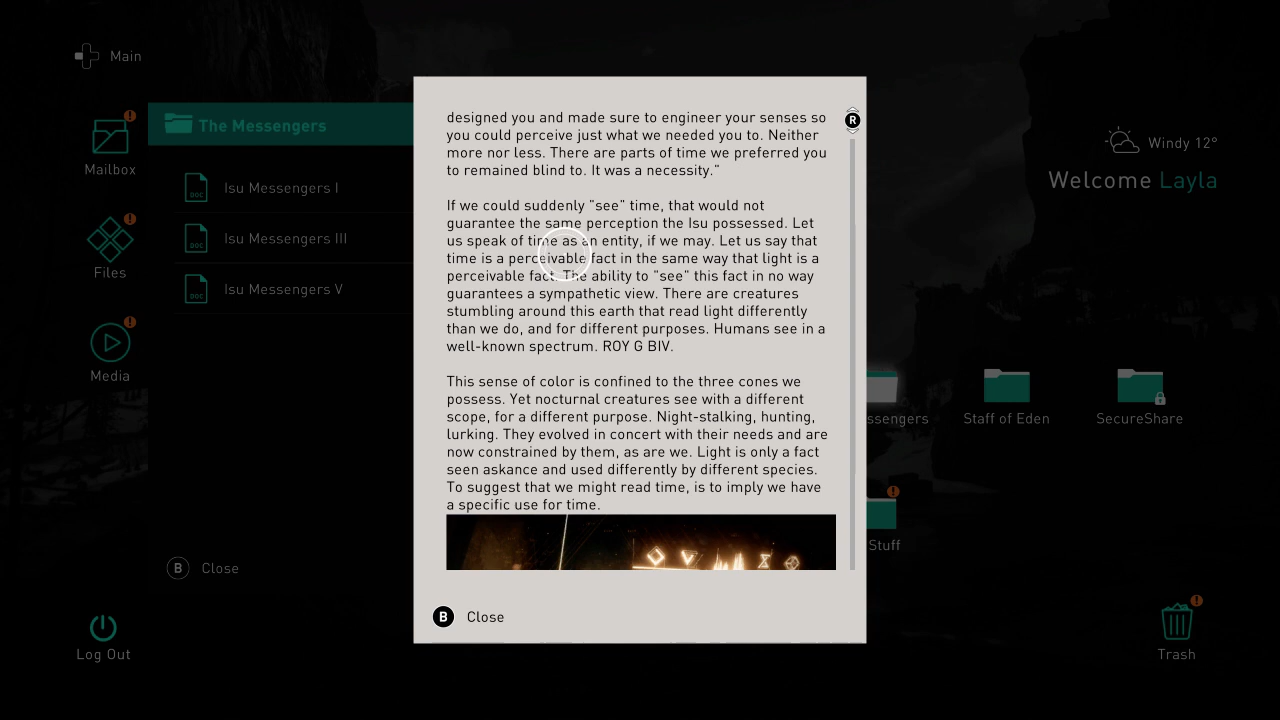 Main
The Messengers
Mailbox
Isu Messengers I
Files
Isu Messengers III
Media
Isu Messengers V
DOC
DOC
DOC
B Close
Log Out
designed you and made sure to engineer your senses so
you could perceive just what we needed you to. Neither
more nor less. There are parts of time we preferred you
to remained blind to. It was a necessity."
If we could suddenly "see" time, that would not
guarantee the same perception the Isu possessed. Let
us speak of time as an entity, if we may. Let us say that
time is a perceivable fact in the same way that light is a
perceivable fact. The ability to "see" this fact in no way
guarantees a sympathetic view. There are creatures
stumbling around this earth that read light differently
than we do, and for different purposes. Humans see in a
well-known spectrum. ROY G BIV.
This sense of color is confined to the three cones we
possess. Yet nocturnal creatures see with a different
scope, for a different purpose. Night-stalking, hunting,
lurking. They evolved in concert with their needs and are
now constrained by them, as are we. Light is only a fact
seen askance and used differently by different species.
To suggest that we might read time, is to imply we have
a specific use for time.
R
B Close
Windy 12°
Welcome Layla
ssengers
Staff of Eden
SecureShare
Stuff
Trash